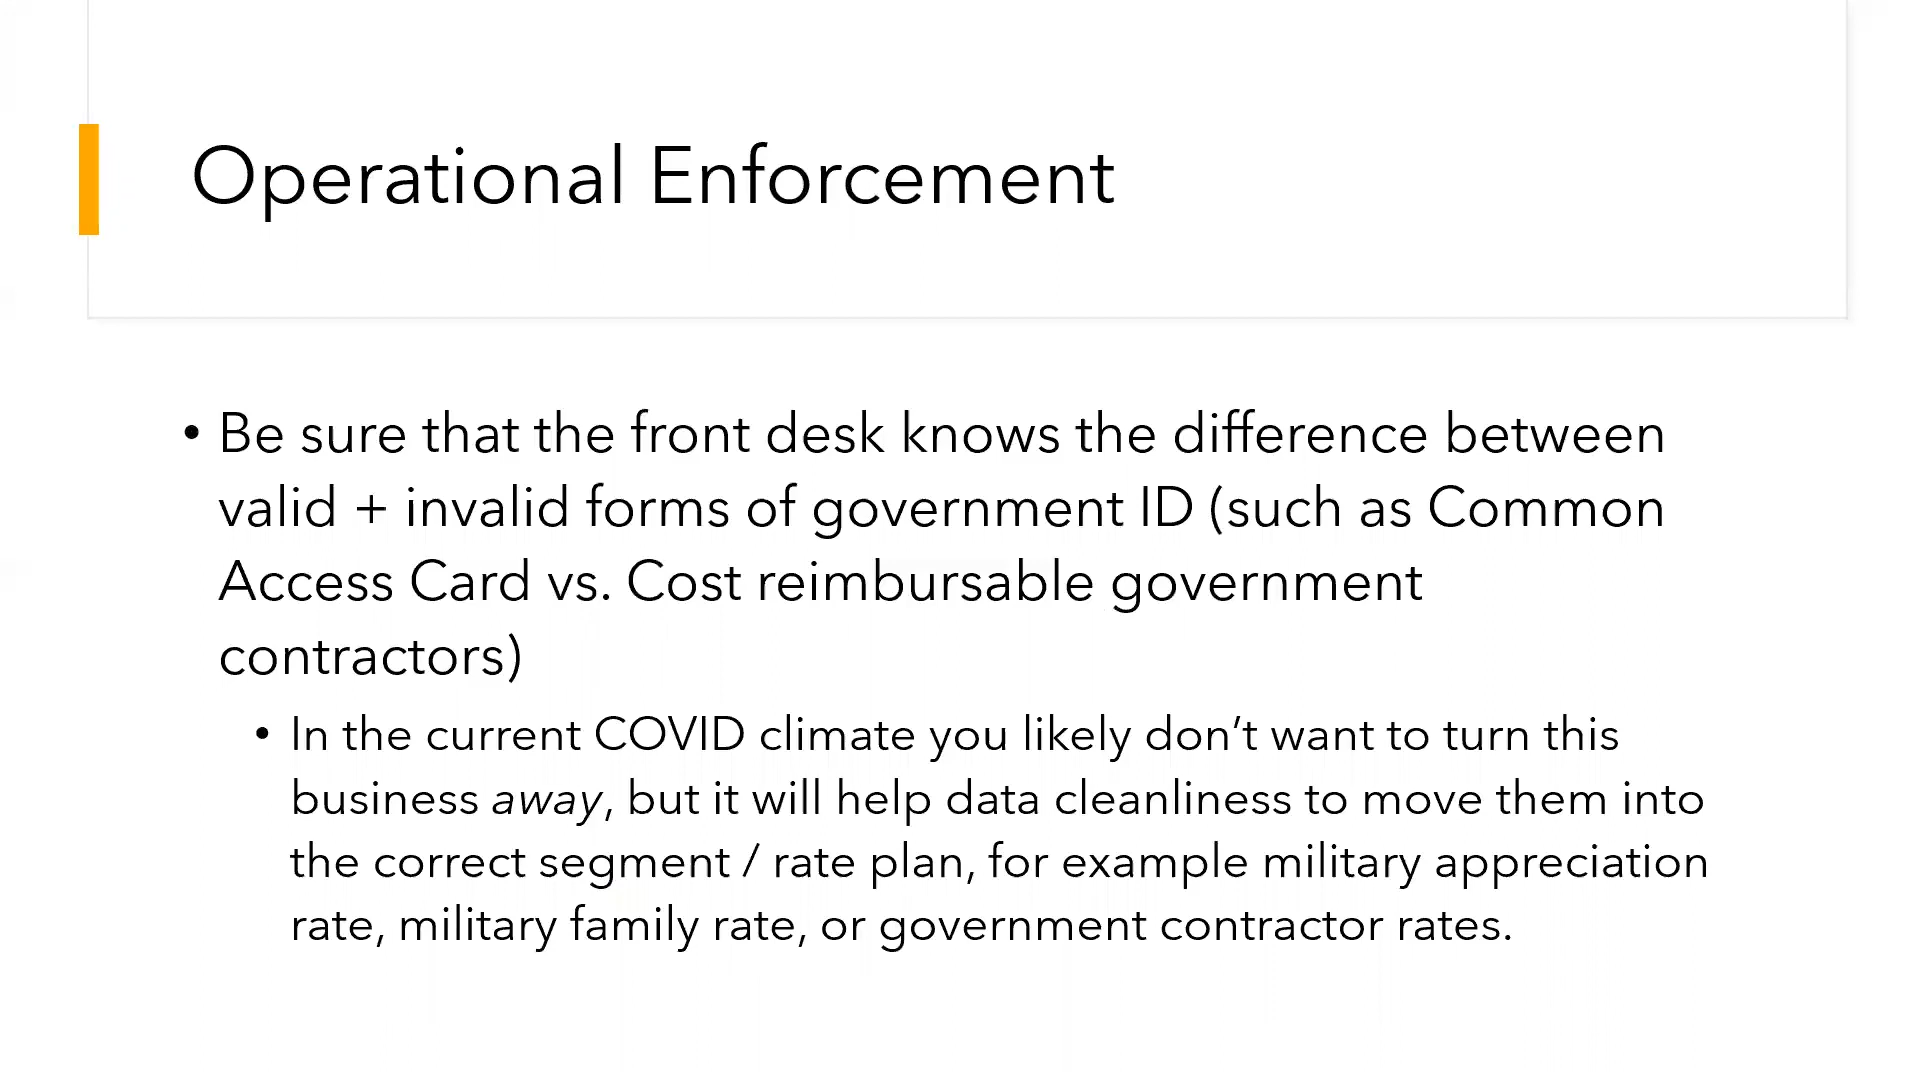 Operational Enforcement
• Be sure that the front desk knows the difference between
valid + invalid forms of government ID (such as Common
Access Card vs. Cost reimbursable government
contractors)
• In the current COVID climate you likely don’t want to turn this
business away, but it will help data cleanliness to move them into
the correct segment / rate plan, for example military appreciation
rate, military family rate, or government contractor rates.